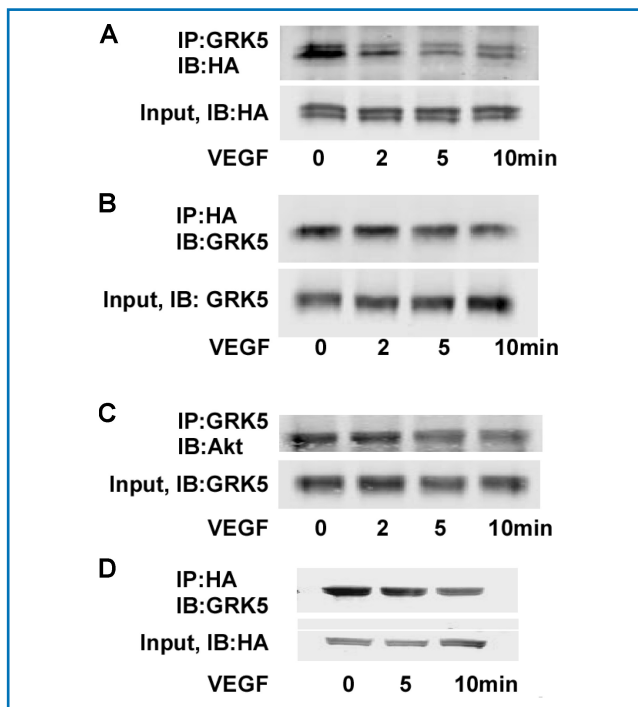 A
IP:GRK5
IB:HA
Input, IB:HA
VEGF 0 2 5 10min
B
IP:HA
IB:GRK5
Input, IB: GRK5
VEGF 0 2 5 10min
C
IP:GRK5
IB:Akt
Input, IB:GRK5
VEGF 0 2 5 10min
D
IP:HA
IB:GRK5
Input, IB:HA
VEGF 0 5 10min